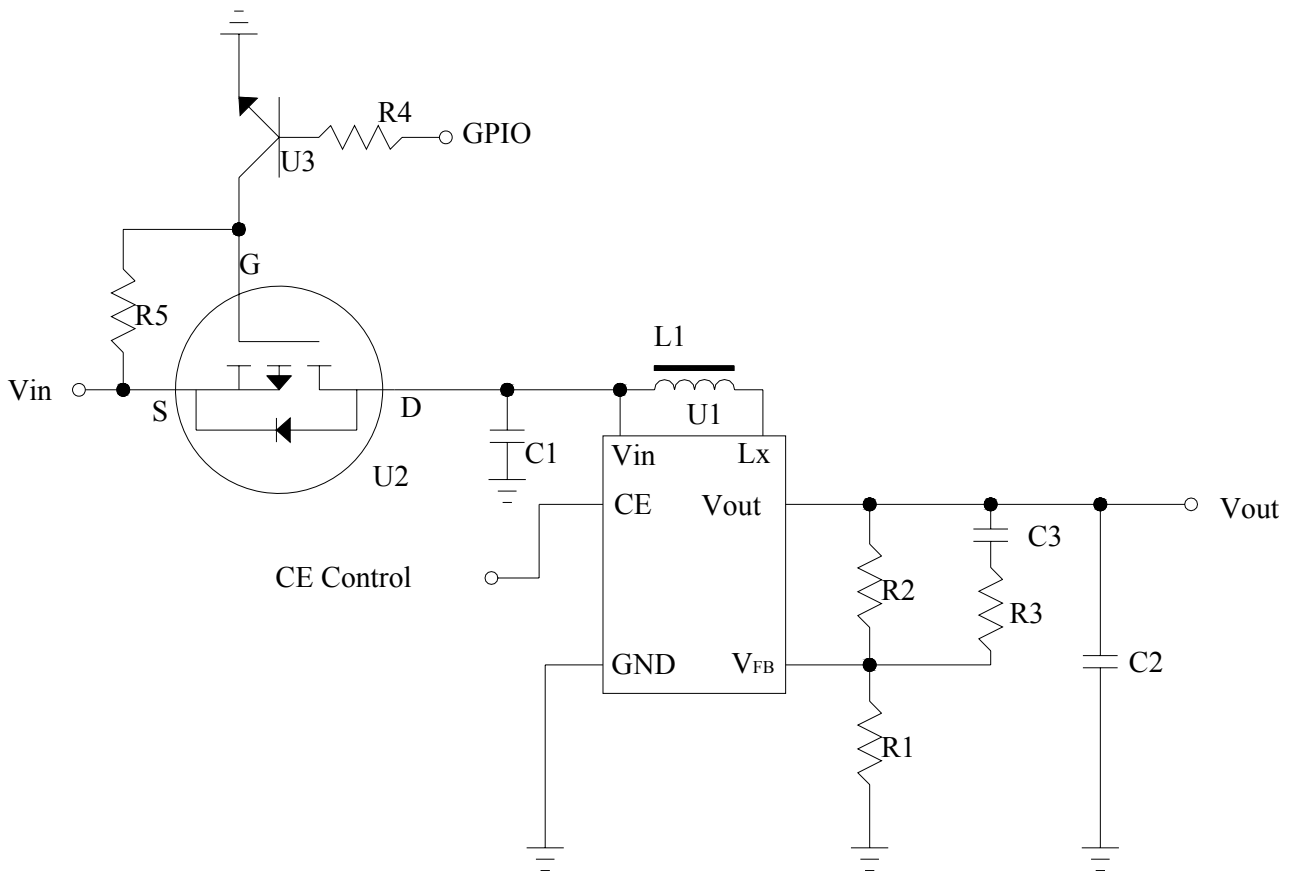 R4
GPIO
U3
G
R5
L1
Vin
S
D
U1
C1
Vin
Lx
U2
CE
Vout
Vout
C3
CE Control
R2
R3
GND
VFB
C2
R1